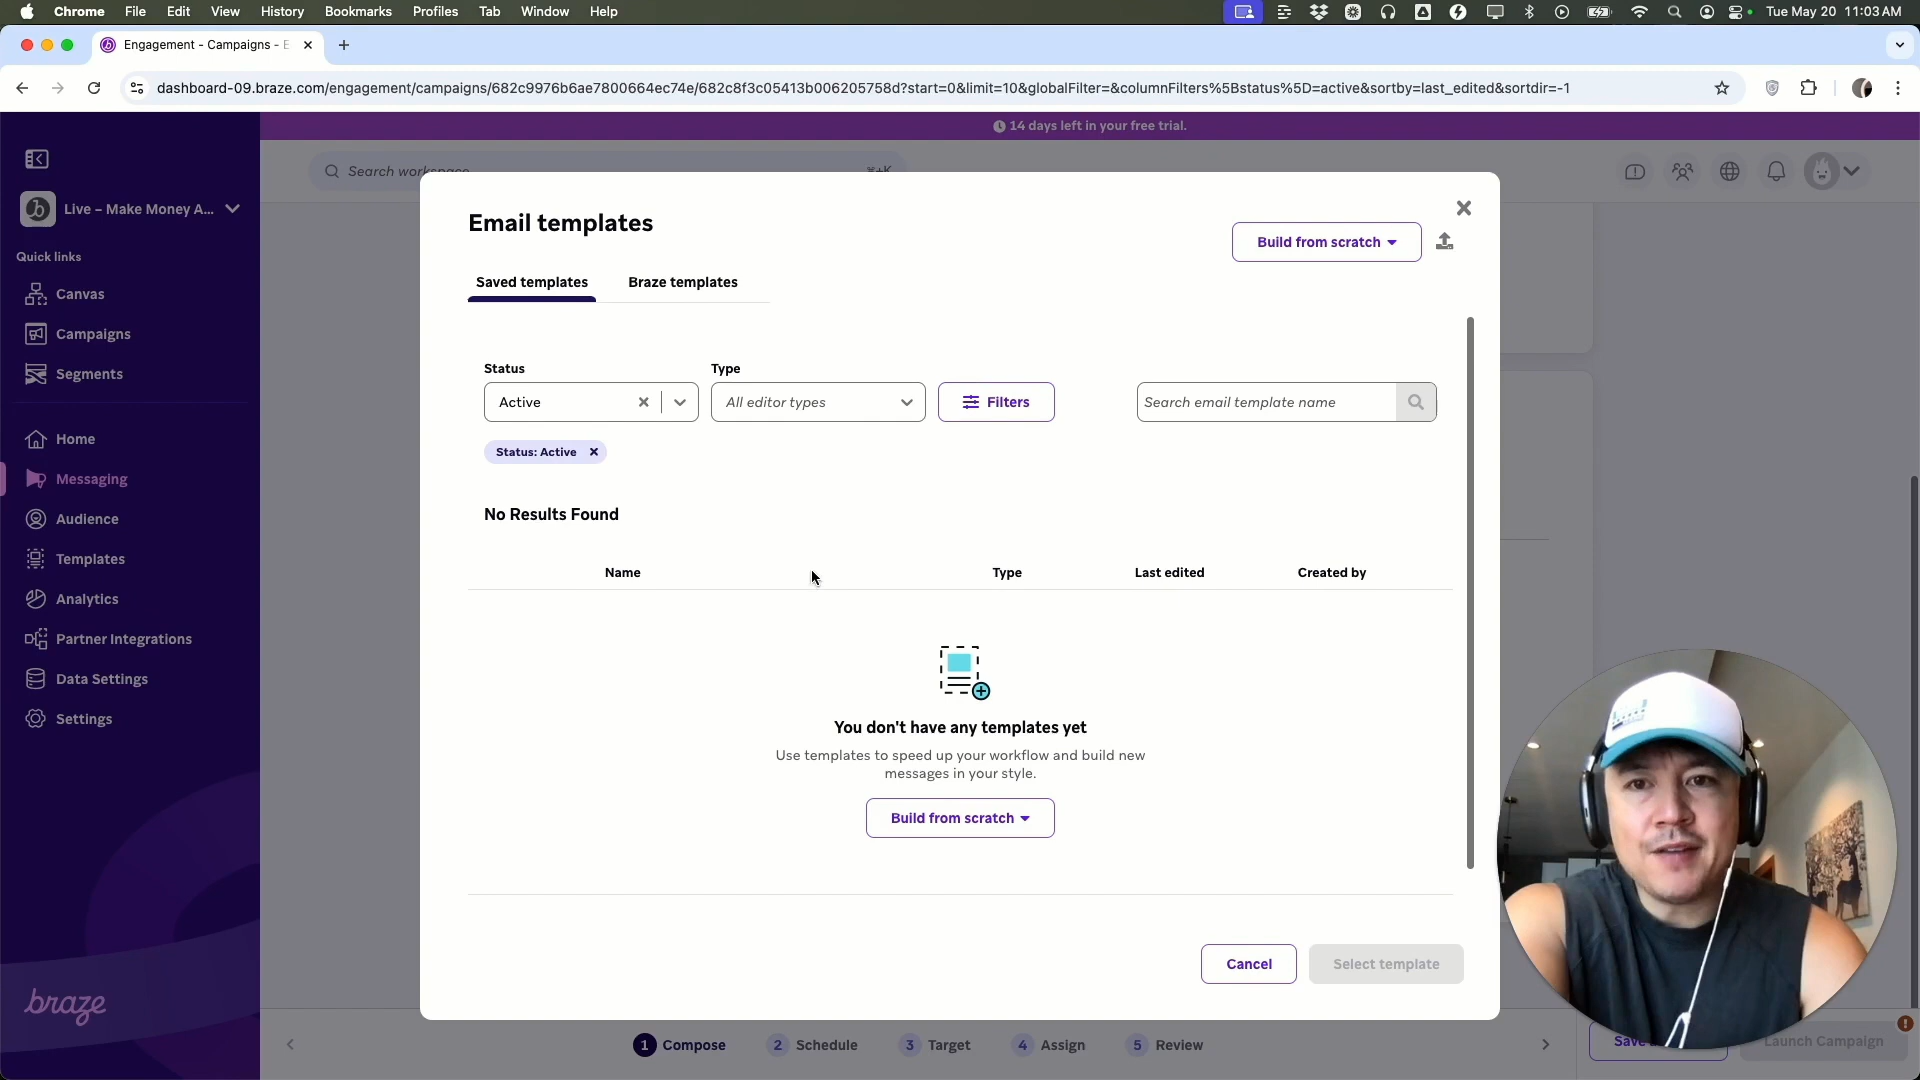 Chrome File Edit View History Bookmarks Profiles Tab Window Help Tue May 20 11:03 AM
Engagement - Campaigns - E
dashboard-09.braze.com/engagement/campaigns/682c9976b6ae7800664ec74e/682c8f3c05413b006205758d?start=0&limit=10&globalFilter=&columnFilters%5Bstatus%5D=active&sortby=last_edited&sortdir=-1
14 days left in your free trial.
Search workspace ⌘+K
Live – Make Money A...
Quick links
Canvas
Campaigns
Segments
Home
Messaging
Audience
Templates
Analytics
Partner Integrations
Data Settings
Settings
braze
Email templates
Build from scratch
Saved templates Braze templates
Status Type
Active All editor types Filters Search email template name
Status: Active
No Results Found
Name Type Last edited Created by
You don't have any templates yet
Use templates to speed up your workflow and build new
messages in your style.
Build from scratch
Cancel Select template
1 Compose 2 Schedule 3 Target 4 Assign 5 Review
Launch Campaign